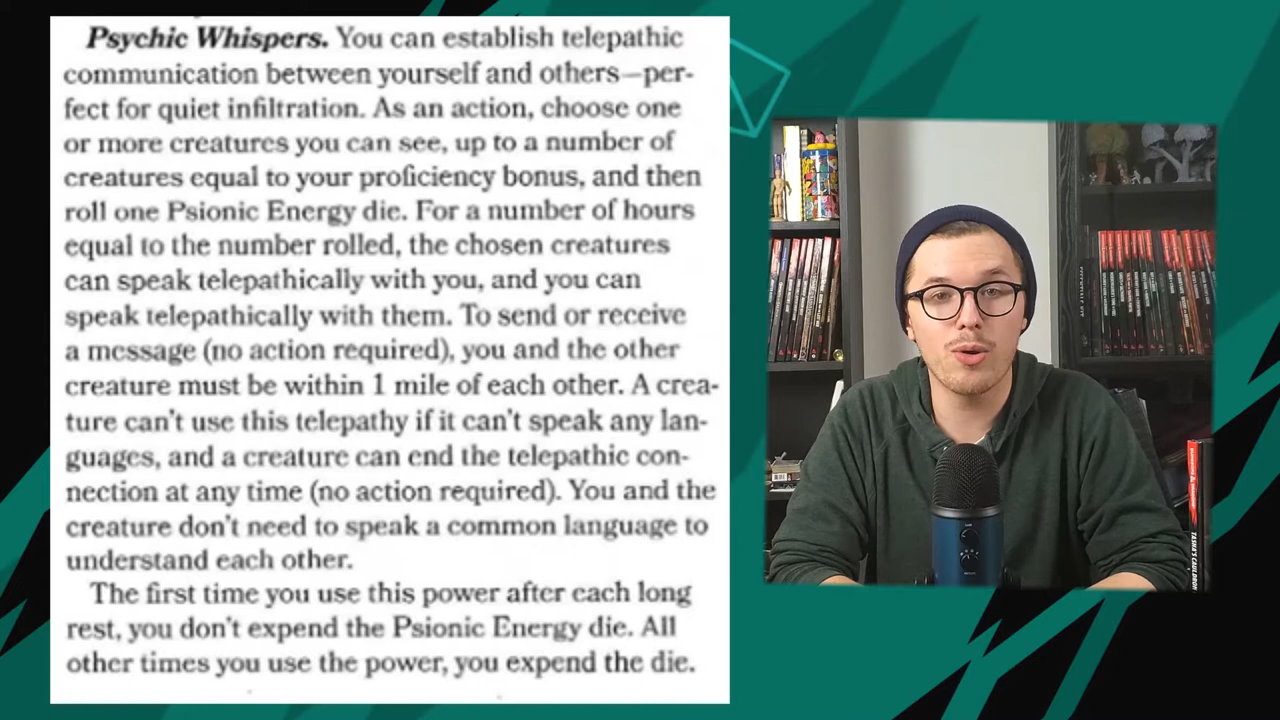 Psychic Whispers. You can establish telepathic
communication between yourself and others—per-
fect for quiet infiltration. As an action, choose one
or more creatures you can see, up to a number of
creatures equal to your proficiency bonus, and then
roll one Psionic Energy die. For a number of hours
equal to the number rolled, the chosen creatures
can speak telepathically with you, and you can
speak telepathically with them. To send or receive
a message (no action required), you and the other
creature must be within 1 mile of each other. A crea-
ture can't use this telepathy if it can't speak any lan-
guages, and a creature can end the telepathic con-
nection at any time (no action required). You and the
creature don't need to speak a common language to
understand each other.
The first time you use this power after each long
rest, you don't expend the Psionic Energy die. All
other times you use the power, you expend the die.
TASHA'S CAULDRON